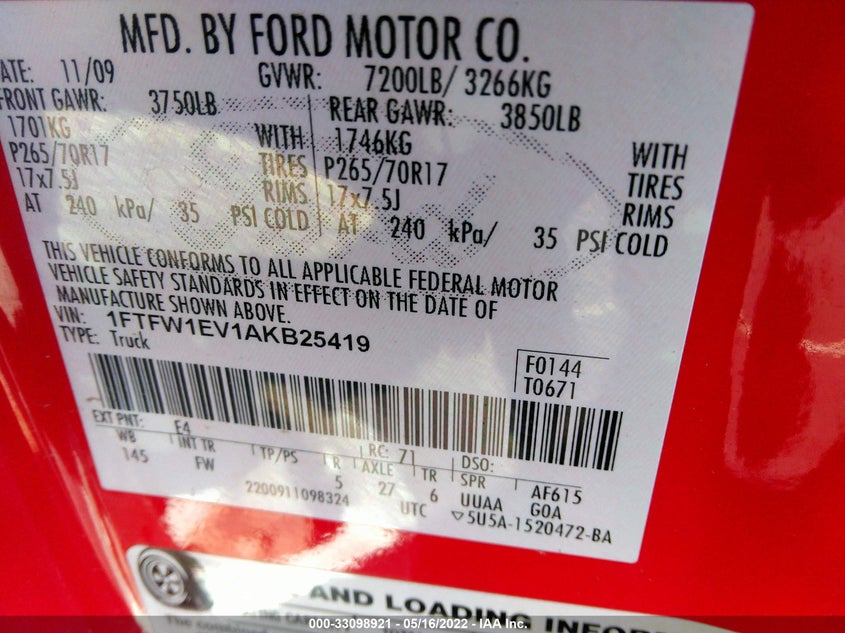 MFD. BY FORD MOTOR CO.
ATE: 11/09 GVWR: 7200LB/ 3266KG
FRONT GAWR: 3750LB REAR GAWR: 3850LB
1701KG WITH 1746KG WITH
P265/70R17 TIRES P265/70R17 TIRES
17x7.5J RIMS 17x7.5J RIMS
AT 240 kPa/ 35 PSI COLD AT 240 kPa/ 35 PSI COLD
THIS VEHICLE CONFORMS TO ALL APPLICABLE FEDERAL MOTOR
VEHICLE SAFETY STANDARDS IN EFFECT ON THE DATE OF
MANUFACTURE SHOWN ABOVE.
VIN: 1FTFW1EV1AKB25419
TYPE: Truck
F0144
T0671
EXT PNT: E4 RC: 71 DSO:
WB INT TR TP/PS R AXLE TR SPR AF615
145 FW 5 27 6 UUAA GOA
2200911098324 UTC ▽5U5A-1520472-BA
AND LOADING INFOR
000-33098921 / 05/16/2022 - IAA Inc.